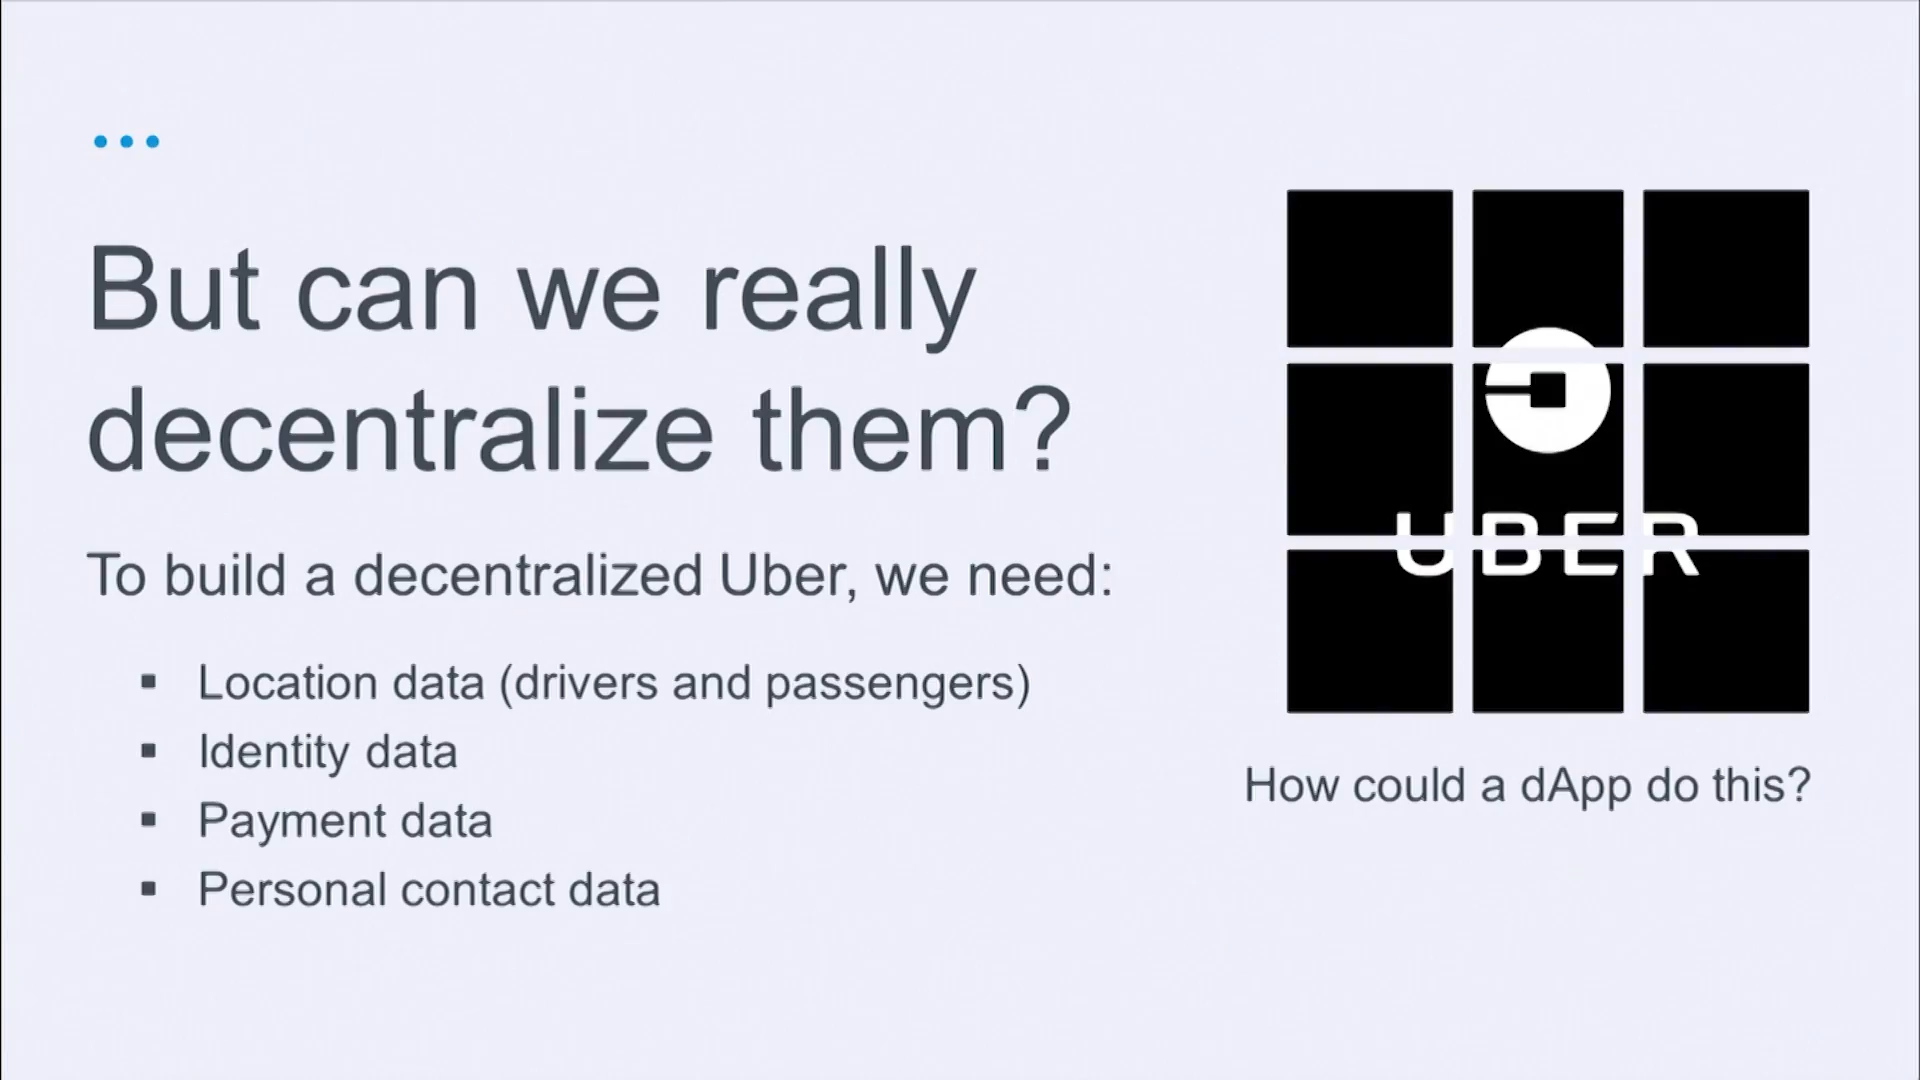 But can we really
decentralize them?
To build a decentralized Uber, we need:
▪ Location data (drivers and passengers)
▪ Identity data
▪ Payment data
▪ Personal contact data
UBER
How could a dApp do this?